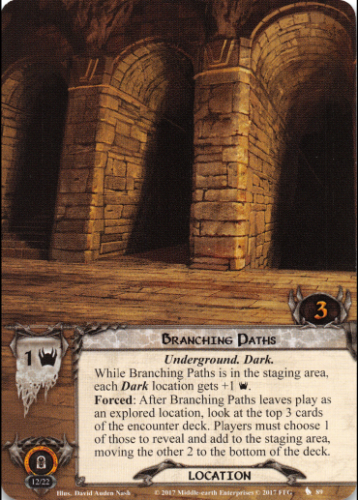 3
BRANCHING PATHS
1
Underground. Dark.
While Branching Paths is in the staging area,
each Dark location gets +1.
Forced: After Branching Paths leaves play as
an explored location, look at the top 3 cards
of the encounter deck. Players must choose 1
of those to reveal and add to the staging area,
moving the other 2 to the bottom of the deck.
12/22
LOCATION
Illus. David Auden Nash
© 2017 Middle-earth Enterprises © 2017 FFG
89